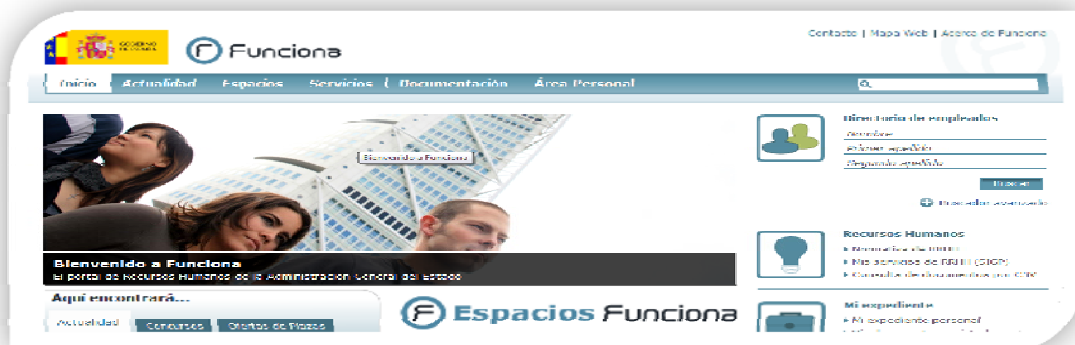 GOBIERNO DE ESPAÑA
Funciona
Contacto | Mapa Web | Acerca de Funciona
Inicio Actualidad Espacios Servicios Documentación Área Personal
Bienvenido a Funciona
Directorio de empleados
Nombre
Primer apellido
Segundo apellido
Buscar
Buscador avanzado
Bienvenido a Funciona
El portal de Recursos Humanos de la Administración General del Estado
Recursos Humanos
Normativa de RRHH
Mis servicios de RRHH (SIGP)
Consulta de documentos por CSV
Aquí encontrará...
Actualidad Concursos Ofertas de Plazas
Espacios Funciona
Mi expediente
Mi expediente personal